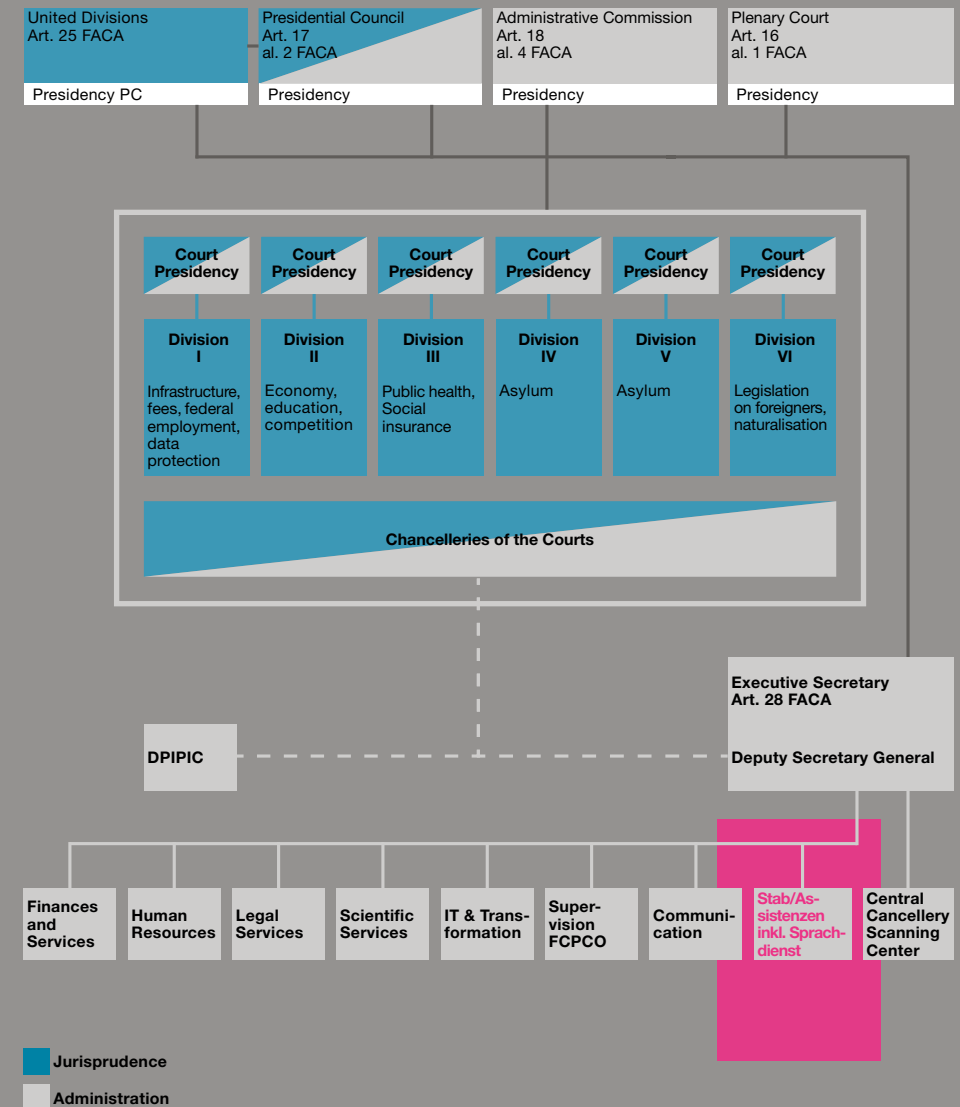 United Divisions
Art. 25 FACA
Presidency PC
Presidential Council
Art. 17
al. 2 FACA
Presidency
Administrative Commission
Art. 18
al. 4 FACA
Presidency
Plenary Court
Art. 16
al. 1 FACA
Presidency
Court
Presidency
Court
Presidency
Court
Presidency
Court
Presidency
Court
Presidency
Court
Presidency
Division
I
Infrastructure,
fees, federal
employment,
data
protection
Division
II
Economy,
education,
competition
Division
III
Public health,
Social
insurance
Division
IV
Asylum
Division
V
Asylum
Division
VI
Legislation
on foreigners,
naturalisation
Chancelleries of the Courts
Executive Secretary
Art. 28 FACA
DPIPIC
Deputy Secretary General
Finances
and
Services
Human
Resources
Legal
Services
Scientific
Services
IT & Trans-
formation
Super-
vision
FCPCO
Communi-
cation
Stab/As-
sistenzen
inkl. Sprach-
dienst
Central
Cancellery
Scanning
Center
Jurisprudence
Administration